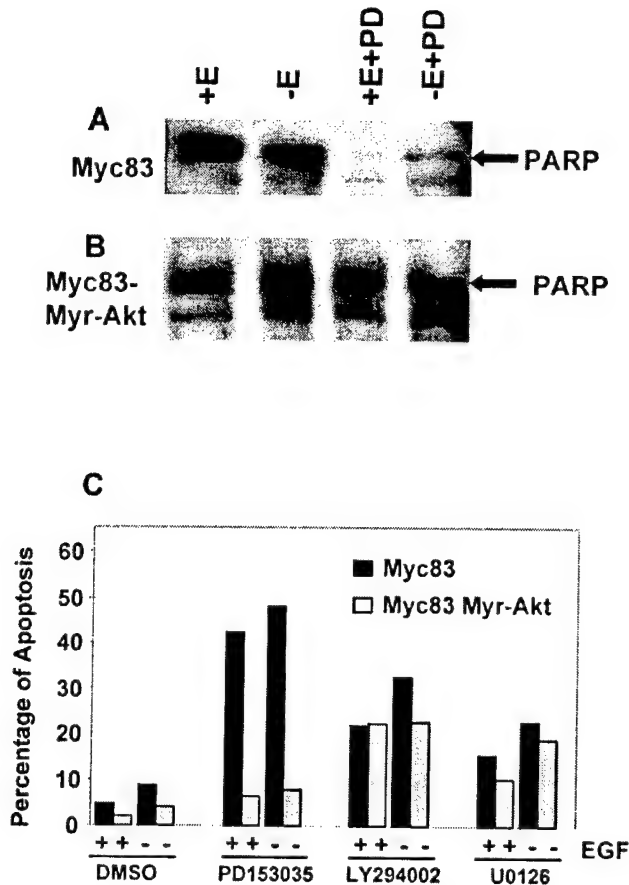 +E -E +E+PD -E+PD
A
Myc83 PARP
B
Myc83-
Myr-Akt PARP
C
Percentage of Apoptosis
60
50
40
30
20
10
0
Myc83
Myc83 Myr-Akt
+ + - - + + - - + + - - + + - - EGF
DMSO PD153035 LY294002 U0126